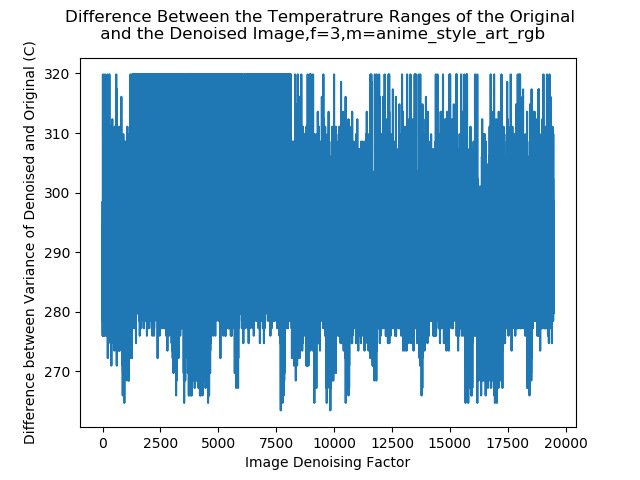 Difference Between the Temperatrure Ranges of the Original
and the Denoised Image,f=3,m=anime_style_art_rgb
Difference between Variance of Denoised and Original (C)
320
310
300
290
280
270
0 2500 5000 7500 10000 12500 15000 17500 20000
Image Denoising Factor